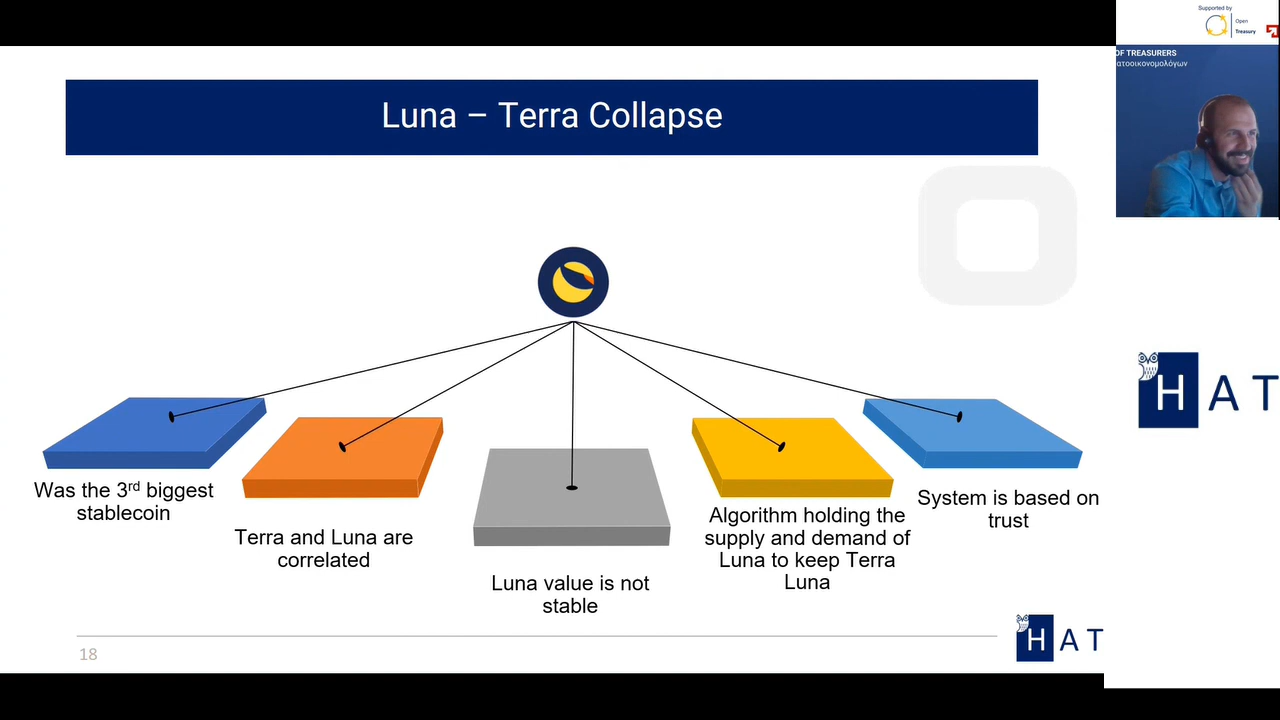 Supported by
Open
Treasury
OF TREASURERS
ατοοικονομολόγων
Luna – Terra Collapse
Was the 3rd biggest
stablecoin
Terra and Luna are
correlated
Luna value is not
stable
Algorithm holding the
supply and demand of
Luna to keep Terra
Luna
System is based on
trust
HAT
HAT
18